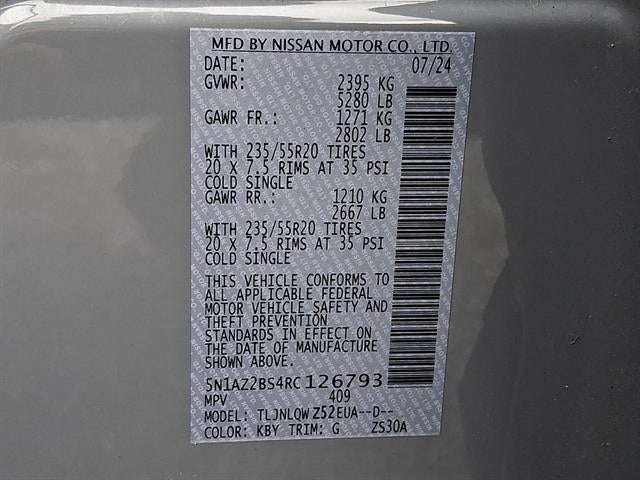 MFD BY NISSAN MOTOR CO., LTD.
DATE: 07/24
GVWR: 2395 KG
5280 LB
GAWR FR.: 1271 KG
2802 LB
WITH 235/55R20 TIRES
20 X 7.5 RIMS AT 35 PSI
COLD SINGLE
GAWR RR.: 1210 KG
2667 LB
WITH 235/55R20 TIRES
20 X 7.5 RIMS AT 35 PSI
COLD SINGLE
THIS VEHICLE CONFORMS TO
ALL APPLICABLE FEDERAL
MOTOR VEHICLE SAFETY AND
THEFT PREVENTION
STANDARDS IN EFFECT ON
THE DATE OF MANUFACTURE
SHOWN ABOVE.
5N1AZ2BS4RC126793
MPV 409
MODEL: TLJNLQW Z52EUA--D--
COLOR: KBY TRIM: G ZS30A